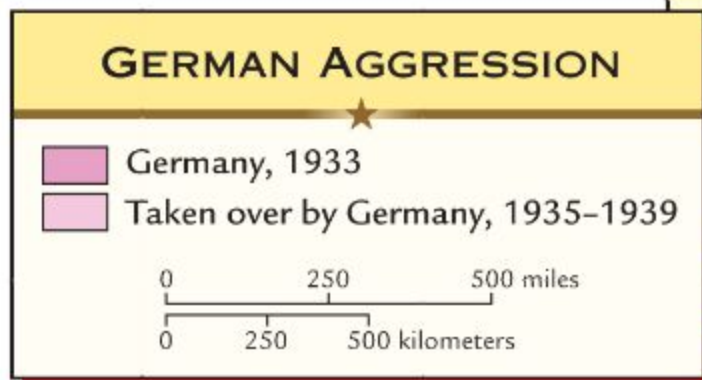 GERMAN AGGRESSION
Germany, 1933
Taken over by Germany, 1935–1939
0 250 500 miles
0 250 500 kilometers